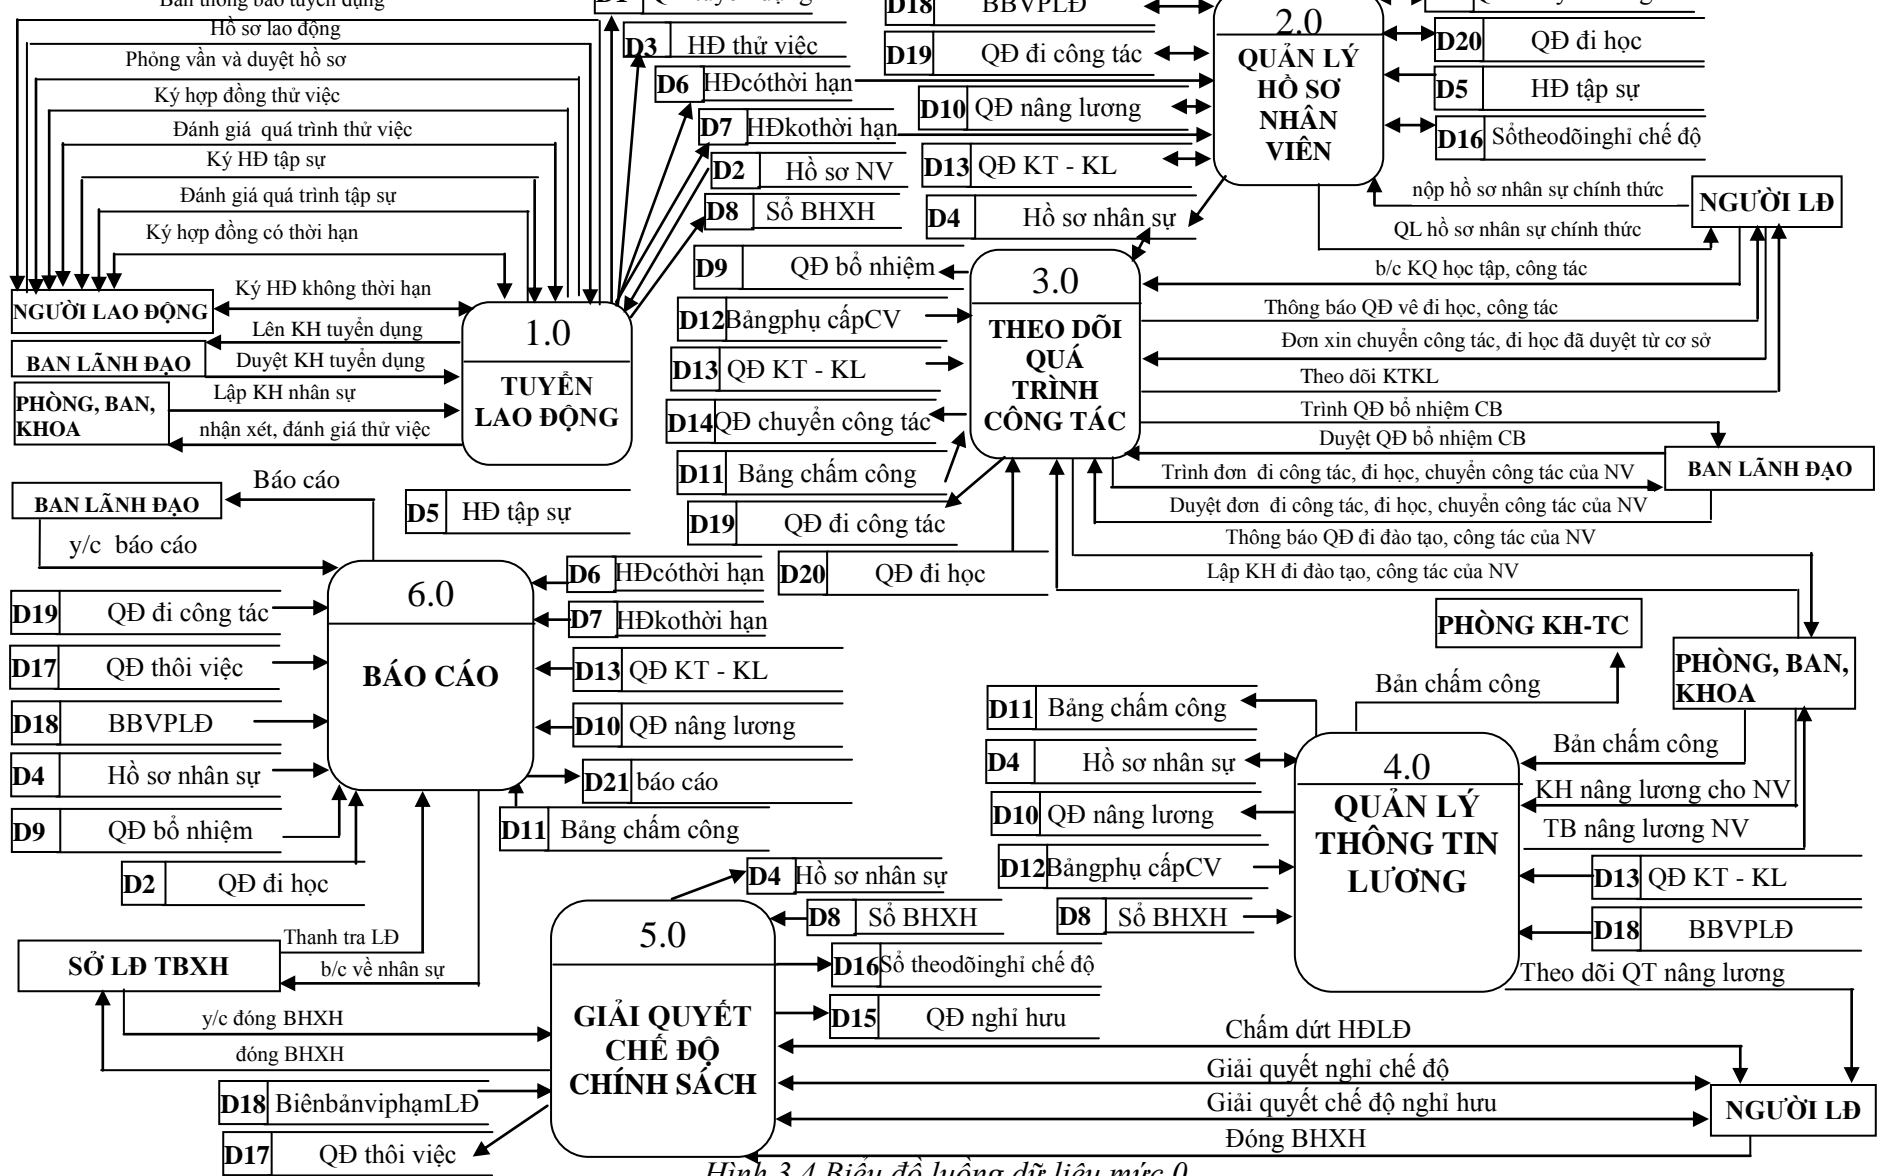 Bản thông báo tuyển dụng
Hồ sơ lao động
Phỏng vấn và duyệt hồ sơ
Ký hợp đồng thử việc
Đánh giá quá trình thử việc
Ký HĐ tập sự
Đánh giá quá trình tập sự
Ký hợp đồng có thời hạn
NGƯỜI LAO ĐỘNG
Ký HĐ không thời hạn
Lên KH tuyển dụng
BAN LÃNH ĐẠO
Duyệt KH tuyển dụng
PHÒNG, BAN,
KHOA
Lập KH nhân sự
nhận xét, đánh giá thử việc
1.0
TUYỂN
LAO ĐỘNG
D3 HĐ thử việc
D6 HĐcóthời hạn
D7 HĐkothời hạn
D2 Hồ sơ NV
D8 Sổ BHXH
D18 BBVPLĐ
D19 QĐ đi công tác
D10 QĐ nâng lương
D13 QĐ KT - KL
D4 Hồ sơ nhân sự
2.0
QUẢN LÝ
HỒ SƠ
NHÂN
VIÊN
D20 QĐ đi học
D5 HĐ tập sự
D16 Sổtheodõinghỉ chế độ
nộp hồ sơ nhân sự chính thức
NGƯỜI LĐ
QL hồ sơ nhân sự chính thức
D9 QĐ bổ nhiệm
D12 Bảngphụ cấpCV
D13 QĐ KT - KL
D14 QĐ chuyển công tác
D11 Bảng chấm công
D19 QĐ đi công tác
D20 QĐ đi học
3.0
THEO DÕI
QUÁ
TRÌNH
CÔNG TÁC
b/c KQ học tập, công tác
Thông báo QĐ vê đi học, công tác
Đơn xin chuyển công tác, đi học đã duyệt từ cơ sở
Theo dõi KTKL
Trình QĐ bổ nhiệm CB
Duyệt QĐ bổ nhiệm CB
BAN LÃNH ĐẠO
Trình đơn đi công tác, đi học, chuyển công tác của NV
Duyệt đơn đi công tác, đi học, chuyển công tác của NV
Thông báo QĐ đi đào tạo, công tác của NV
Lập KH đi đào tạo, công tác của NV
BAN LÃNH ĐẠO
Báo cáo
y/c báo cáo
D5 HĐ tập sự
6.0
BÁO CÁO
D19 QĐ đi công tác
D17 QĐ thôi việc
D18 BBVPLĐ
D4 Hồ sơ nhân sự
D9 QĐ bổ nhiệm
D2 QĐ đi học
D6 HĐcóthời hạn
D7 HĐkothời hạn
D13 QĐ KT - KL
D10 QĐ nâng lương
D21 báo cáo
D11 Bảng chấm công
PHÒNG KH-TC
PHÒNG, BAN,
KHOA
Bản chấm công
D11 Bảng chấm công
D4 Hồ sơ nhân sự
D10 QĐ nâng lương
D12 Bảngphụ cấpCV
D8 Sổ BHXH
4.0
QUẢN LÝ
THÔNG TIN
LƯƠNG
Bản chấm công
KH nâng lương cho NV
TB nâng lương NV
D13 QĐ KT - KL
D18 BBVPLĐ
Theo dõi QT nâng lương
SỞ LĐ TBXH
Thanh tra LĐ
b/c về nhân sự
y/c đóng BHXH
đóng BHXH
D18 BiênbảnviphạmLĐ
D17 QĐ thôi việc
5.0
GIẢI QUYẾT
CHẾ ĐỘ
CHÍNH SÁCH
D4 Hồ sơ nhân sự
D8 Sổ BHXH
D16 Sổ theodõinghỉ chế độ
D15 QĐ nghỉ hưu
Chấm dứt HĐLĐ
Giải quyết nghỉ chế độ
Giải quyết chế độ nghỉ hưu
Đóng BHXH
NGƯỜI LĐ
Hình 3.4 Biểu đồ luồng dữ liệu mức 0